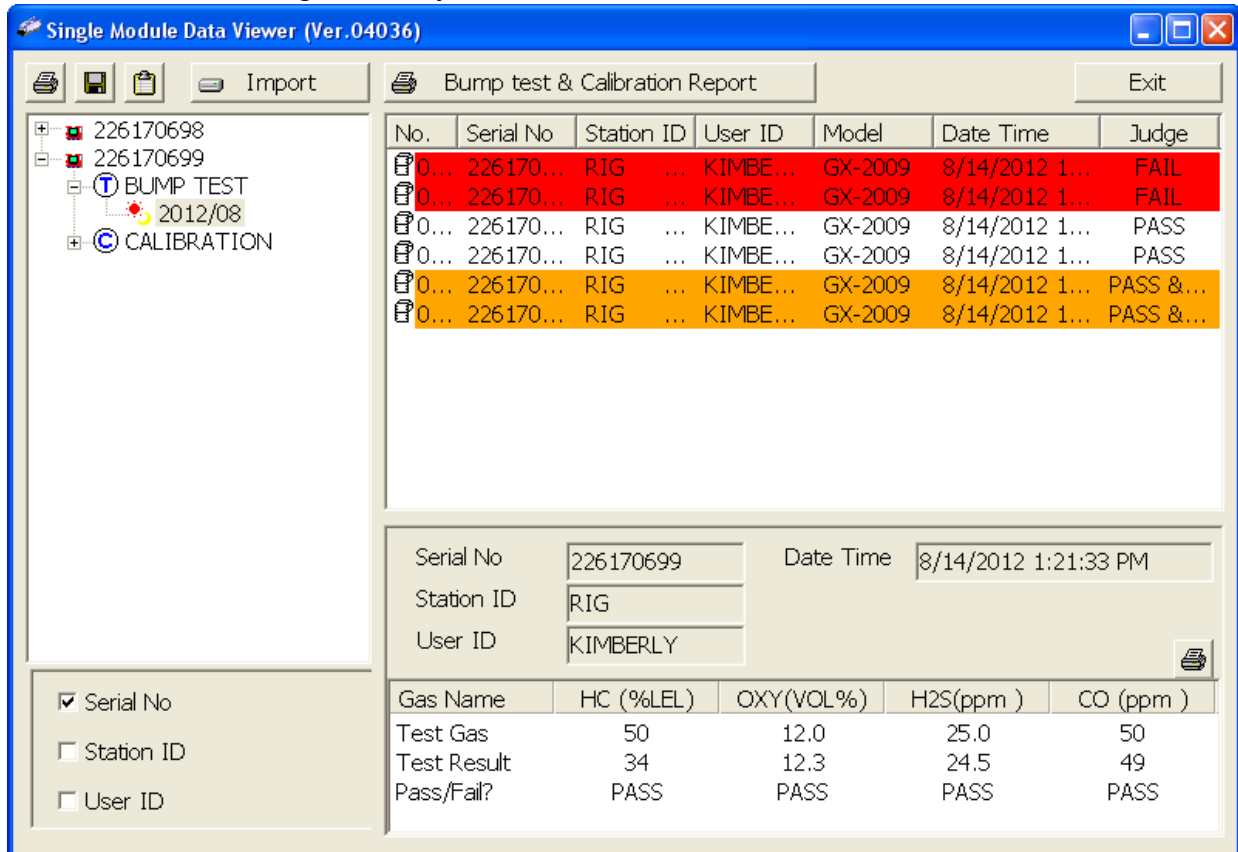 Single Module Data Viewer (Ver.04036)
Import
Bump test & Calibration Report
Exit
226170698
226170699
BUMP TEST
2012/08
CALIBRATION
No. Serial No Station ID User ID Model Date Time Judge
0... 226170... RIG ... KIMBE... GX-2009 8/14/2012 1... FAIL
0... 226170... RIG ... KIMBE... GX-2009 8/14/2012 1... FAIL
0... 226170... RIG ... KIMBE... GX-2009 8/14/2012 1... PASS
0... 226170... RIG ... KIMBE... GX-2009 8/14/2012 1... PASS
0... 226170... RIG ... KIMBE... GX-2009 8/14/2012 1... PASS &...
0... 226170... RIG ... KIMBE... GX-2009 8/14/2012 1... PASS &...
Serial No 226170699 Date Time 8/14/2012 1:21:33 PM
Station ID RIG
User ID KIMBERLY
Serial No
Station ID
User ID
Gas Name HC (%LEL) OXY(VOL%) H2S(ppm ) CO (ppm )
Test Gas 50 12.0 25.0 50
Test Result 34 12.3 24.5 49
Pass/Fail? PASS PASS PASS PASS